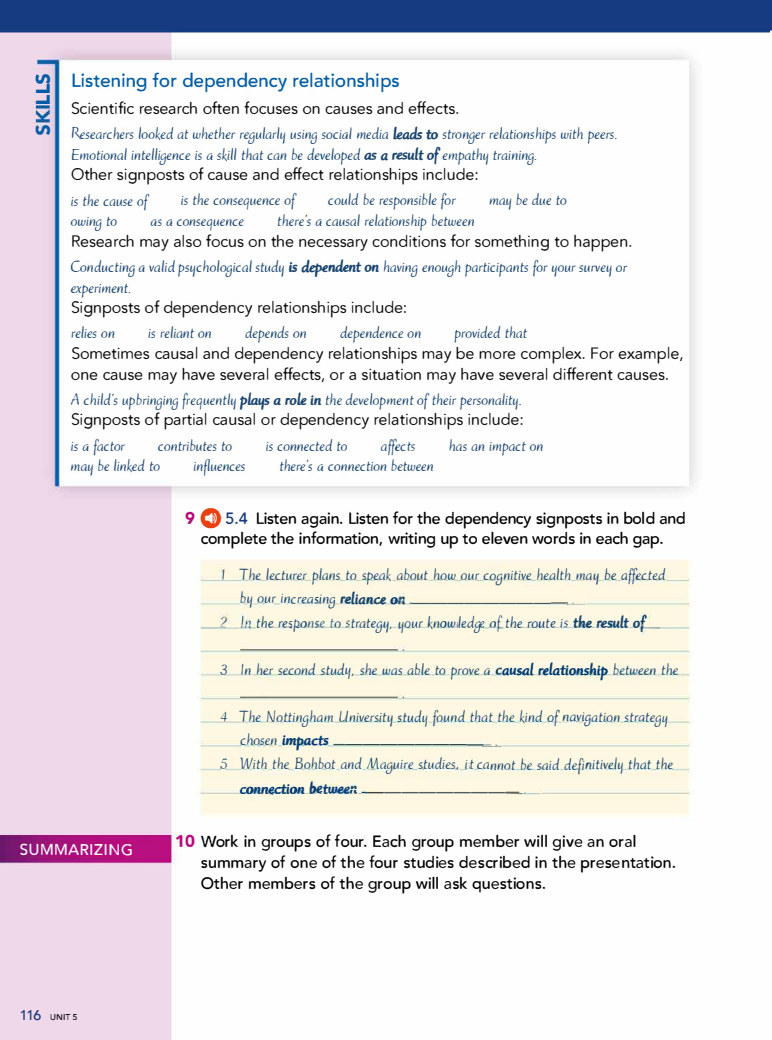 SKILLS
Listening for dependency relationships
Scientific research often focuses on causes and effects.
Researchers looked at whether regularly using social media leads to stronger relationships with peers.
Emotional intelligence is a skill that can be developed as a result of empathy training.
Other signposts of cause and effect relationships include:
is the cause of is the consequence of could be responsible for may be due to
owing to as a consequence there's a causal relationship between
Research may also focus on the necessary conditions for something to happen.
Conducting a valid psychological study is dependent on having enough participants for your survey or
experiment.
Signposts of dependency relationships include:
relies on is reliant on depends on dependence on provided that
Sometimes causal and dependency relationships may be more complex. For example,
one cause may have several effects, or a situation may have several different causes.
A child's upbringing frequently plays a role in the development of their personality.
Signposts of partial causal or dependency relationships include:
is a factor contributes to is connected to affects has an impact on
may be linked to influences there's a connection between
9 5.4 Listen again. Listen for the dependency signposts in bold and
complete the information, writing up to eleven words in each gap.
1 The lecturer plans to speak about how our cognitive health may be affected
by our increasing reliance on ____________________ .
2 In the response to strategy, your knowledge of the route is the result of
____________________ .
3 In her second study, she was able to prove a causal relationship between the
____________________ .
4 The Nottingham University study found that the kind of navigation strategy
chosen impacts ____________________ .
5 With the Bohbot and Maguire studies, it cannot be said definitively that the
connection between ____________________ .
SUMMARIZING
10 Work in groups of four. Each group member will give an oral
summary of one of the four studies described in the presentation.
Other members of the group will ask questions.
116 UNIT 5